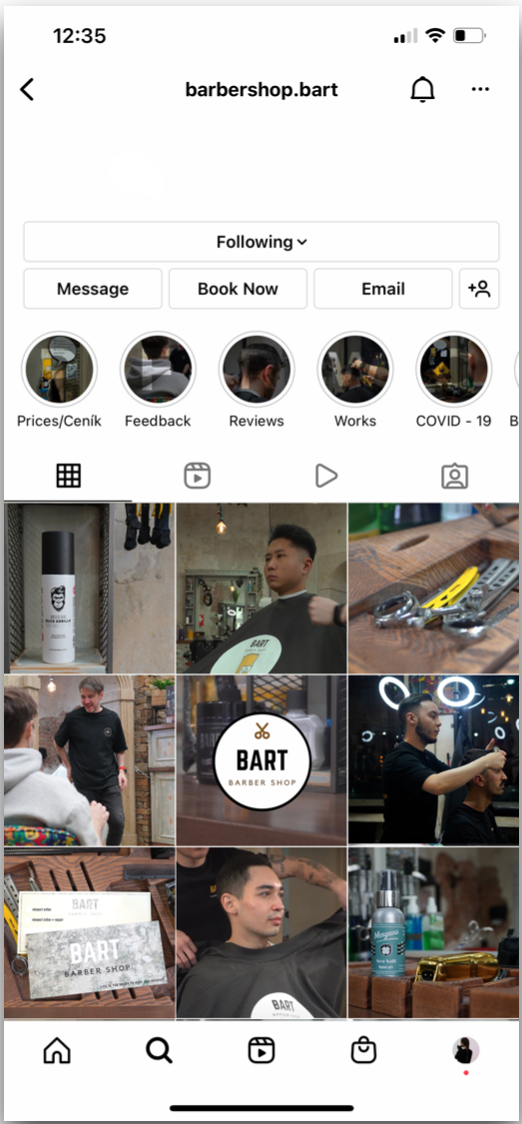 12:35
barbershop.bart
Following
Message
Book Now
Email
Prices/Ceník
Feedback
Reviews
Works
COVID - 19
B
BART
BART
BARBER SHOP
BART
BARBER SHOP
BART
Morgan's